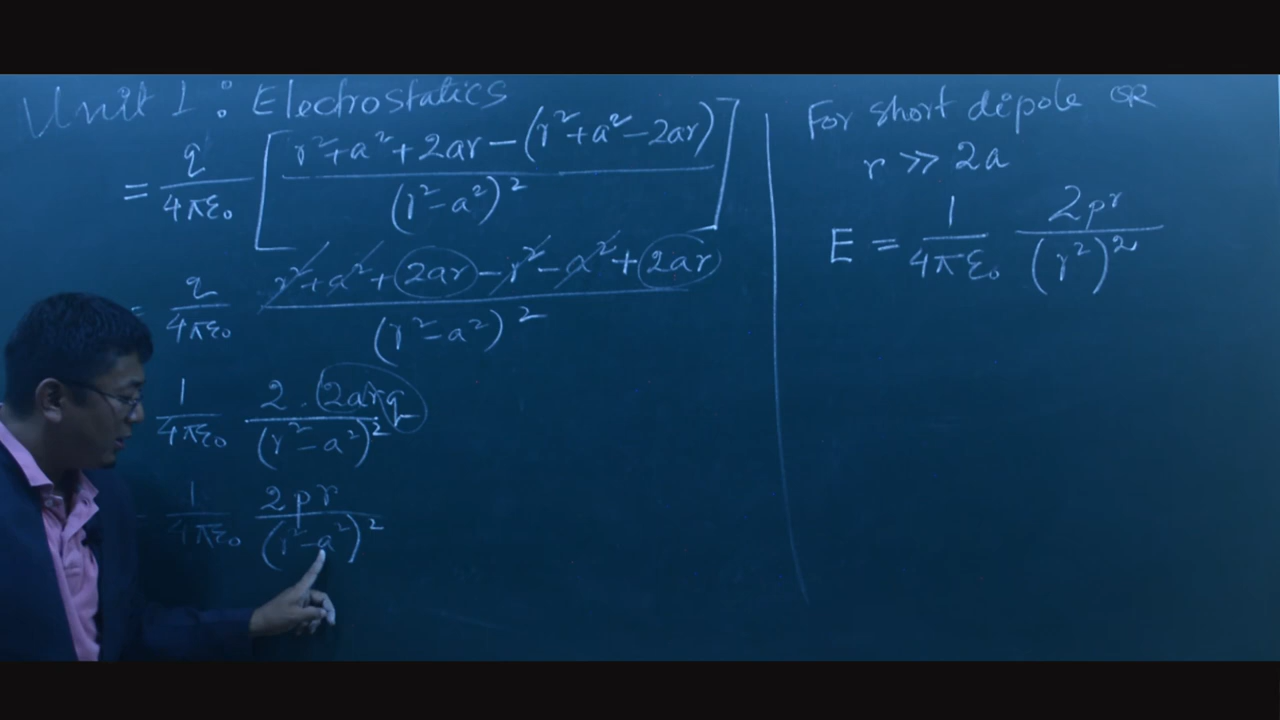 Unit 1 : Electrostatics
= q/4πε₀ [ (r²+a²+2ar-(r²+a²-2ar))/(r²-a²)² ]
= q/4πε₀ (r²+a²+2ar-r²-a²+2ar)/(r²-a²)²
1/4πε₀ (2 . 2arq)/(r²-a²)²
= 1/4πε₀ 2pr/(r²-a²)²
For short dipole OR
r >> 2a
E = 1/4πε₀ 2pr/(r²)²